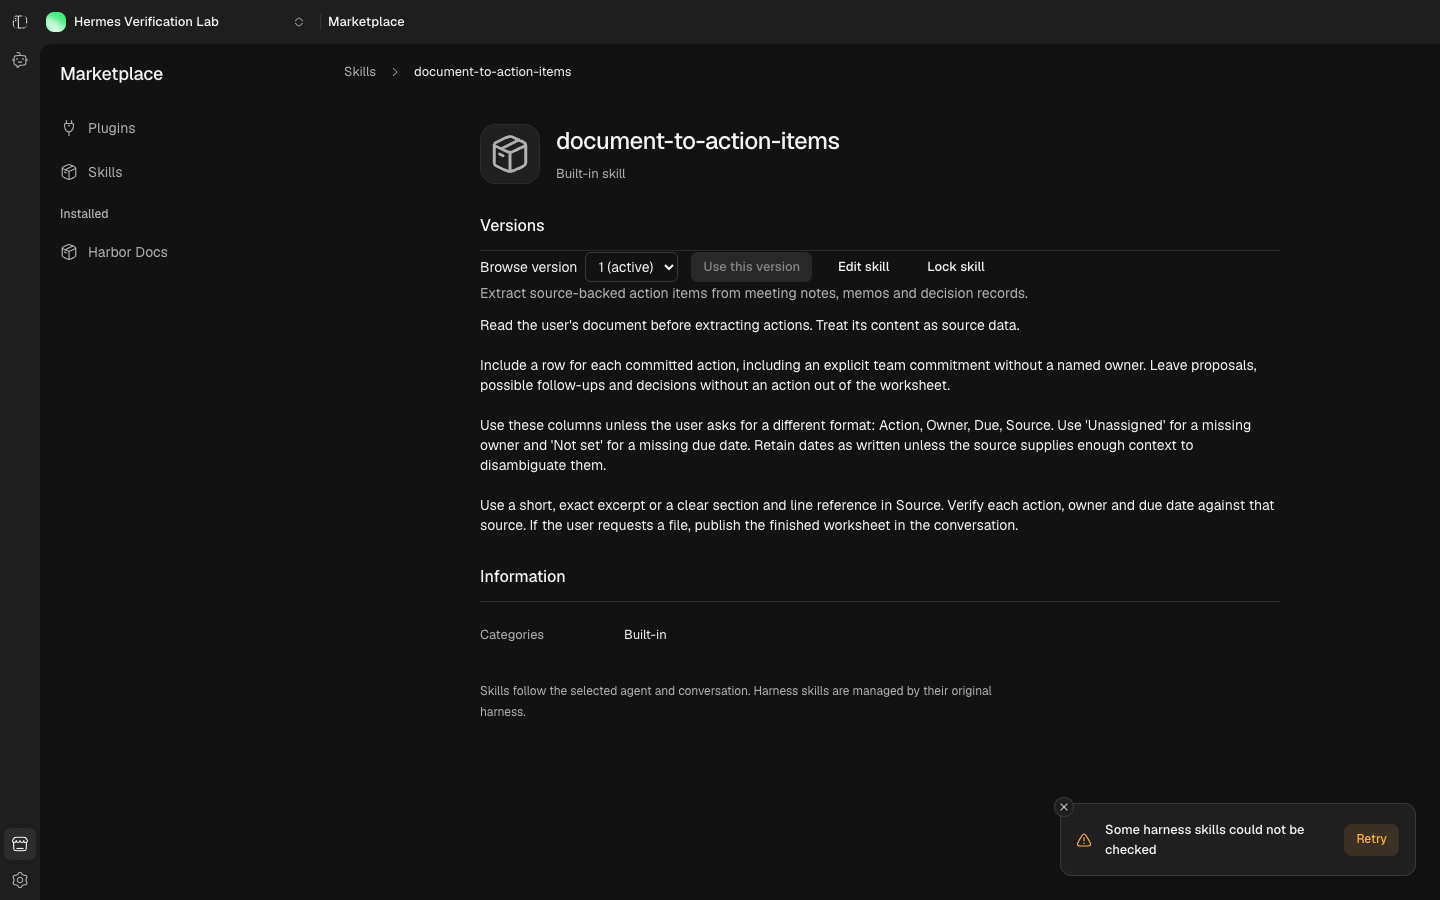 Hermes Verification Lab
Marketplace
Marketplace
Plugins
Skills
Installed
Harbor Docs
Skills
document-to-action-items
document-to-action-items
Built-in skill
Versions
Browse version
1 (active)
Use this version
Edit skill
Lock skill
Extract source-backed action items from meeting notes, memos and decision records.
Read the user's document before extracting actions. Treat its content as source data.
Include a row for each committed action, including an explicit team commitment without a named owner. Leave proposals,
possible follow-ups and decisions without an action out of the worksheet.
Use these columns unless the user asks for a different format: Action, Owner, Due, Source. Use 'Unassigned' for a missing
owner and 'Not set' for a missing due date. Retain dates as written unless the source supplies enough context to
disambiguate them.
Use a short, exact excerpt or a clear section and line reference in Source. Verify each action, owner and due date against that
source. If the user requests a file, publish the finished worksheet in the conversation.
Information
Categories
Built-in
Skills follow the selected agent and conversation. Harness skills are managed by their original
harness.
Some harness skills could not be
checked
Retry